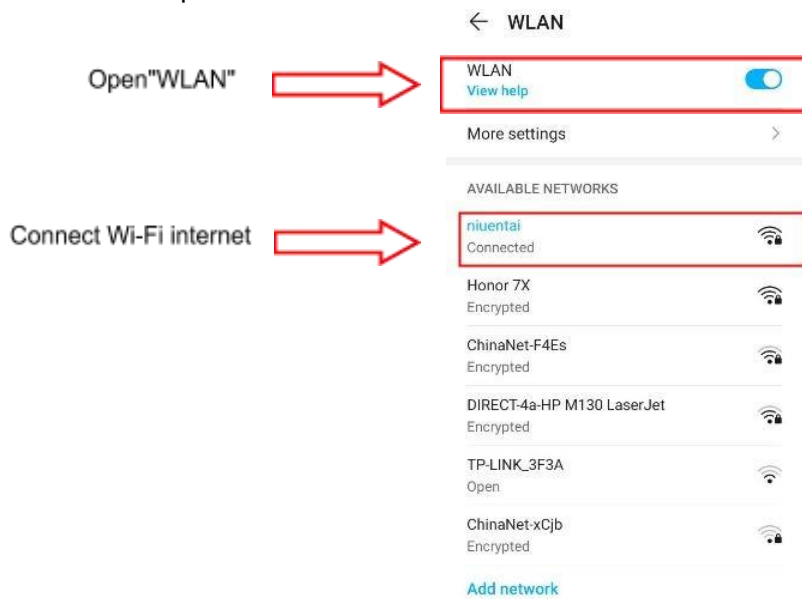 ← WLAN
Open"WLAN"
WLAN
View help
More settings
AVAILABLE NETWORKS
Connect Wi-Fi internet
niuentai
Connected
Honor 7X
Encrypted
ChinaNet-F4Es
Encrypted
DIRECT-4a-HP M130 LaserJet
Encrypted
TP-LINK_3F3A
Open
ChinaNet-xCjb
Encrypted
Add network